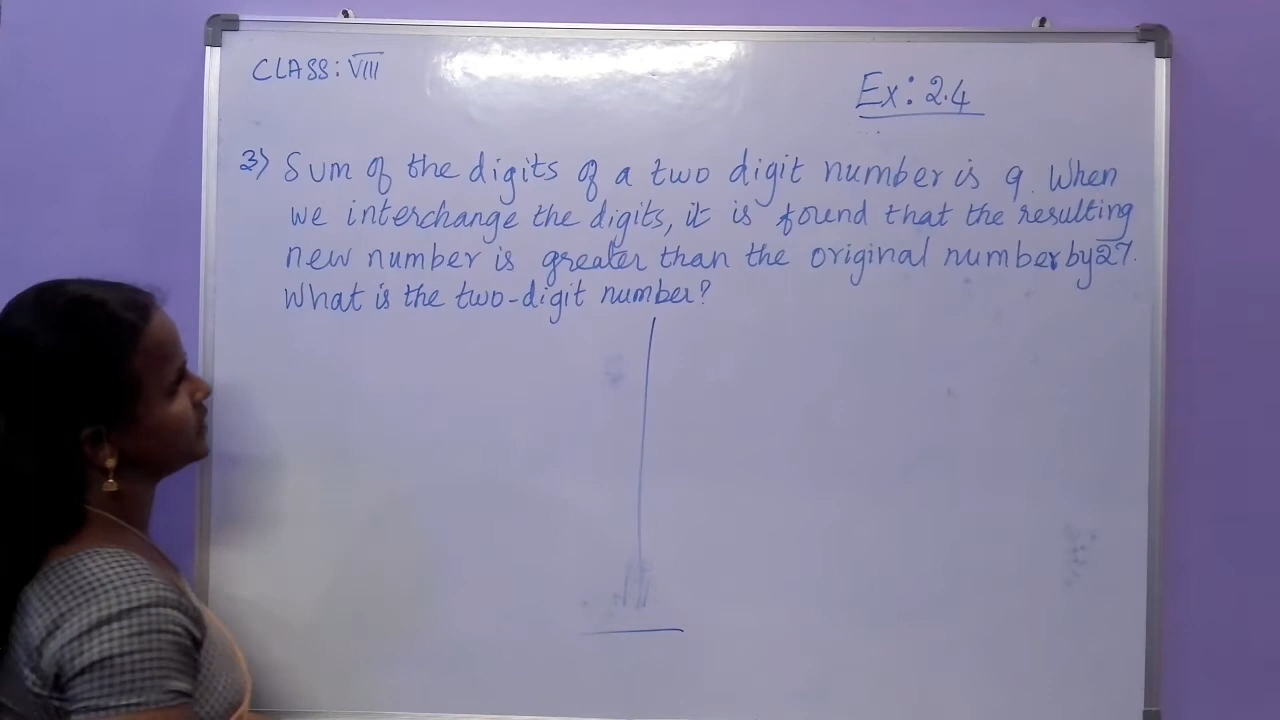 CLASS: VIII
Ex: 2.4
3) Sum of the digits of a two digit number is 9. When
we interchange the digits, it is found that the resulting
new number is greater than the original number by 27.
What is the two-digit number?